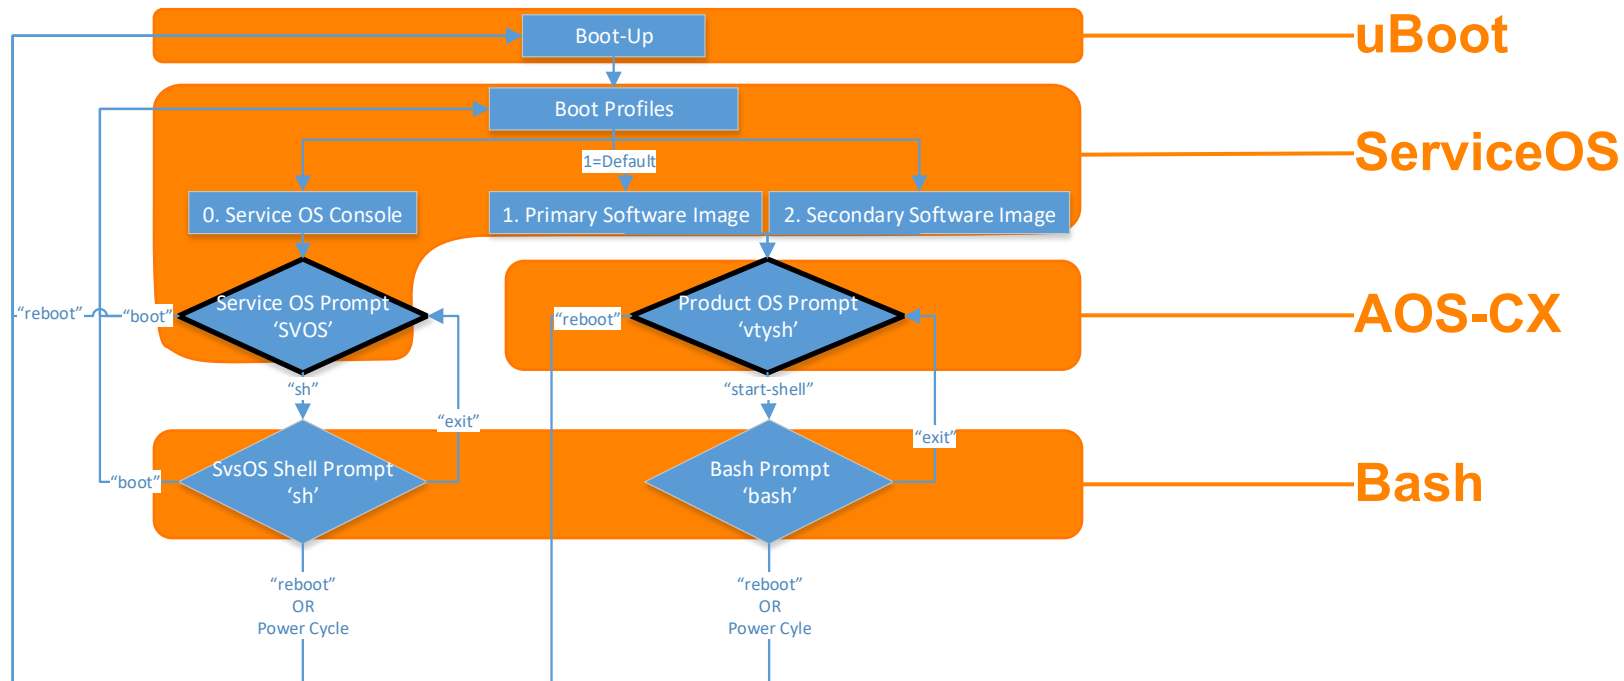 Boot-Up
uBoot
Boot Profiles
1=Default
ServiceOS
0. Service OS Console
1. Primary Software Image
2. Secondary Software Image
“reboot”
“boot”
Service OS Prompt
‘SVOS’
“reboot”
Product OS Prompt
‘vtysh’
AOS-CX
“sh”
“exit”
“start-shell”
“exit”
“boot”
SvsOS Shell Prompt
‘sh’
Bash Prompt
‘bash’
Bash
“reboot”
OR
Power Cycle
“reboot”
OR
Power Cyle